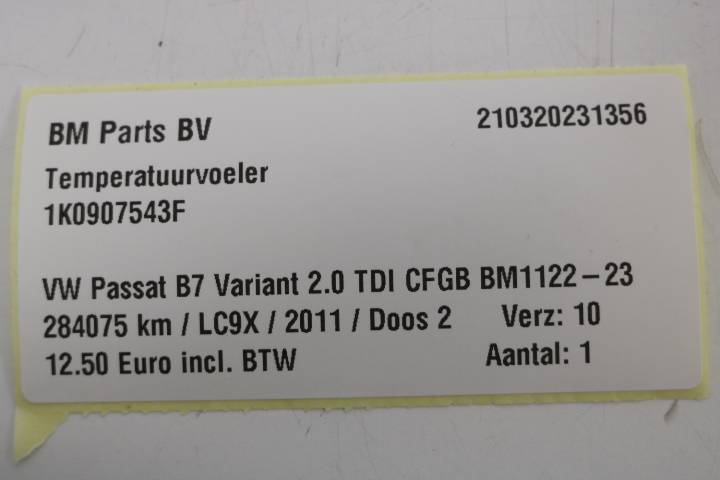 BM Parts BV 210320231356
Temperatuurvoeler
1K0907543F
VW Passat B7 Variant 2.0 TDI CFGB BM1122-23
284075 km / LC9X / 2011 / Doos 2 Verz: 10
12.50 Euro incl. BTW Aantal: 1